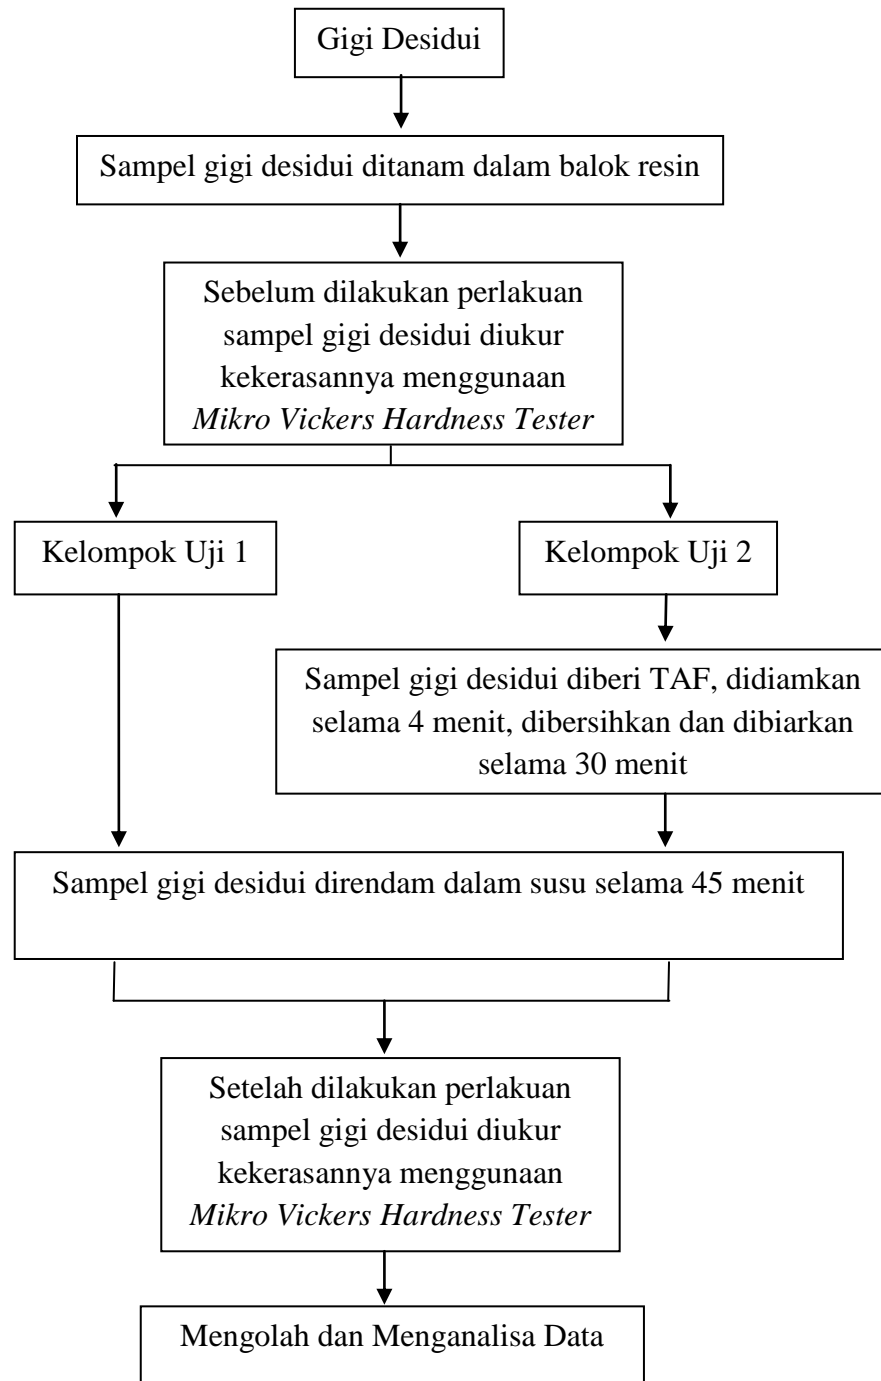 Gigi Desidui
Sampel gigi desidui ditanam dalam balok resin
Sebelum dilakukan perlakuan
sampel gigi desidui diukur
kekerasannya menggunaan
Mikro Vickers Hardness Tester
Kelompok Uji 1
Kelompok Uji 2
Sampel gigi desidui diberi TAF, didiamkan
selama 4 menit, dibersihkan dan dibiarkan
selama 30 menit
Sampel gigi desidui direndam dalam susu selama 45 menit
Setelah dilakukan perlakuan
sampel gigi desidui diukur
kekerasannya menggunaan
Mikro Vickers Hardness Tester
Mengolah dan Menganalisa Data